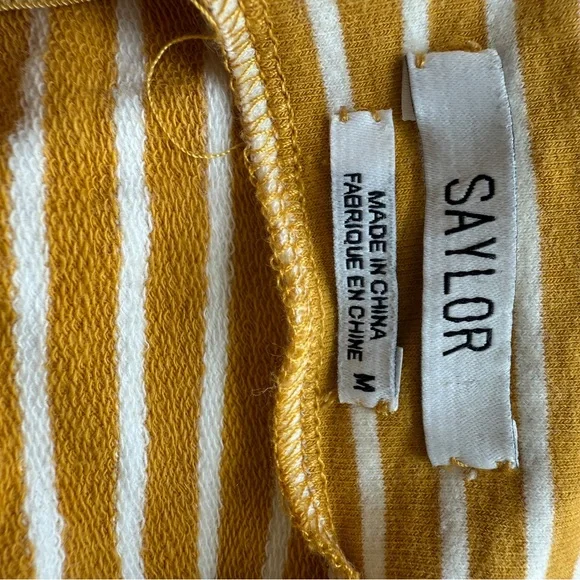 SAYLOR
MADE IN CHINA
FABRIQUE EN CHINE
M